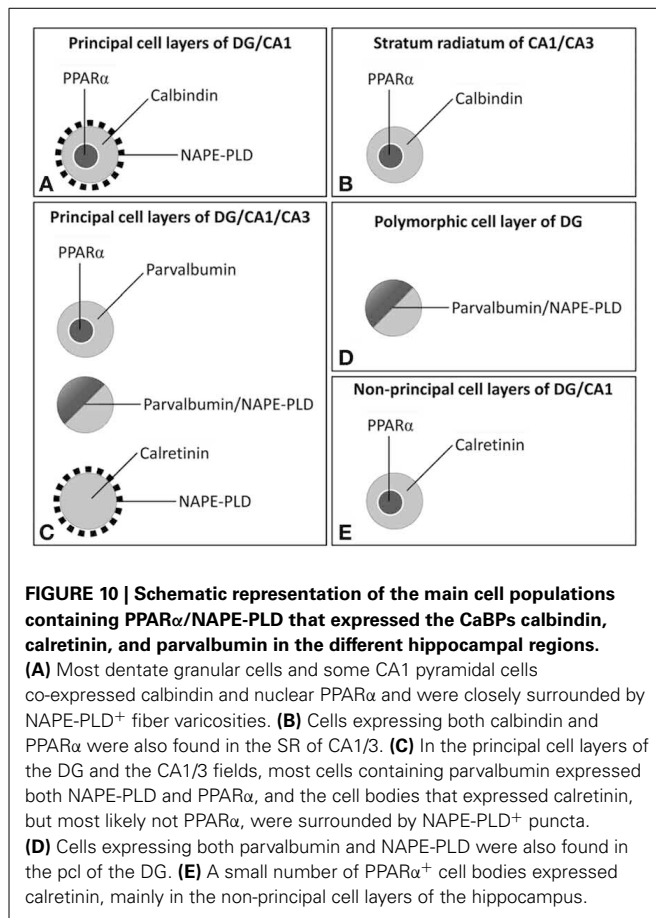 Principal cell layers of DG/CA1
PPARα
Calbindin
NAPE-PLD
A
Stratum radiatum of CA1/CA3
PPARα
Calbindin
B
Principal cell layers of DG/CA1/CA3
PPARα
Parvalbumin
Parvalbumin/NAPE-PLD
Calretinin
NAPE-PLD
C
Polymorphic cell layer of DG
Parvalbumin/NAPE-PLD
D
Non-principal cell layers of DG/CA1
PPARα
Calretinin
E
FIGURE 10 | Schematic representation of the main cell populations
containing PPARα/NAPE-PLD that expressed the CaBPs calbindin,
calretinin, and parvalbumin in the different hippocampal regions.
(A) Most dentate granular cells and some CA1 pyramidal cells
co-expressed calbindin and nuclear PPARα and were closely surrounded by
NAPE-PLD⁺ fiber varicosities. (B) Cells expressing both calbindin and
PPARα were also found in the SR of CA1/3. (C) In the principal cell layers of
the DG and the CA1/3 fields, most cells containing parvalbumin expressed
both NAPE-PLD and PPARα, and the cell bodies that expressed calretinin,
but most likely not PPARα, were surrounded by NAPE-PLD⁺ puncta.
(D) Cells expressing both parvalbumin and NAPE-PLD were also found in
the pcl of the DG. (E) A small number of PPARα⁺ cell bodies expressed
calretinin, mainly in the non-principal cell layers of the hippocampus.